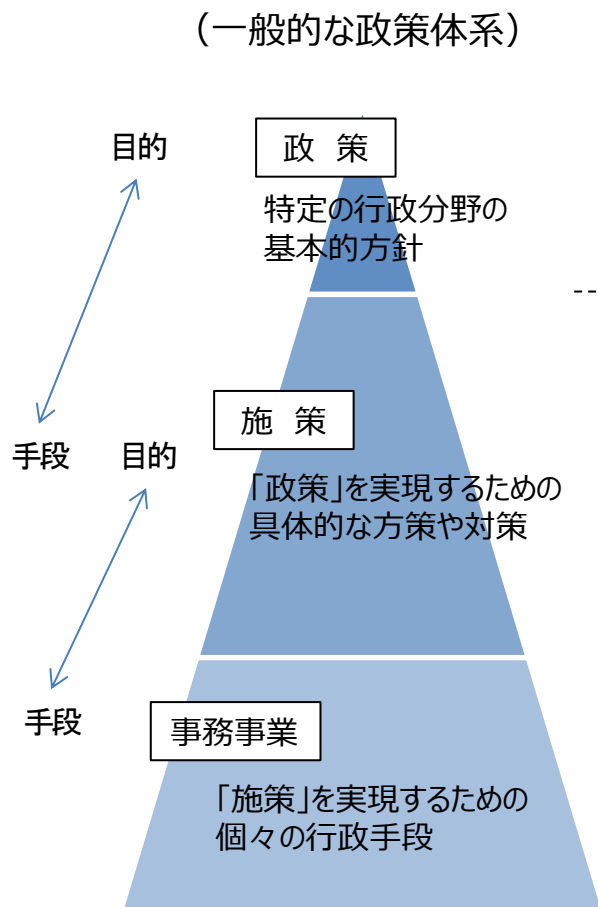 （一般的な政策体系）
目的
政 策
特定の行政分野の
基本的方針
施 策
手段
目的
「政策」を実現するための
具体的な方策や対策
手段
事務事業
「施策」を実現するための
個々の行政手段